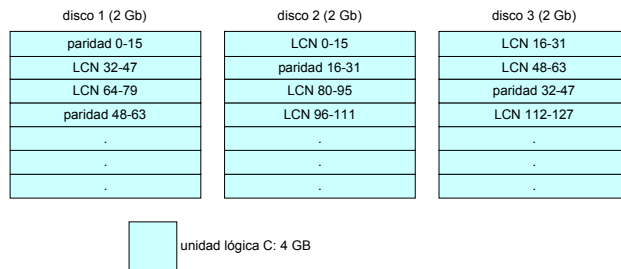 disco 1 (2 Gb)
disco 2 (2 Gb)
disco 3 (2 Gb)
paridad 0-15
LCN 0-15
LCN 16-31
LCN 32-47
paridad 16-31
LCN 48-63
LCN 64-79
LCN 80-95
paridad 32-47
paridad 48-63
LCN 96-111
LCN 112-127
.
.
.
.
.
.
.
.
.
unidad lógica C: 4 GB